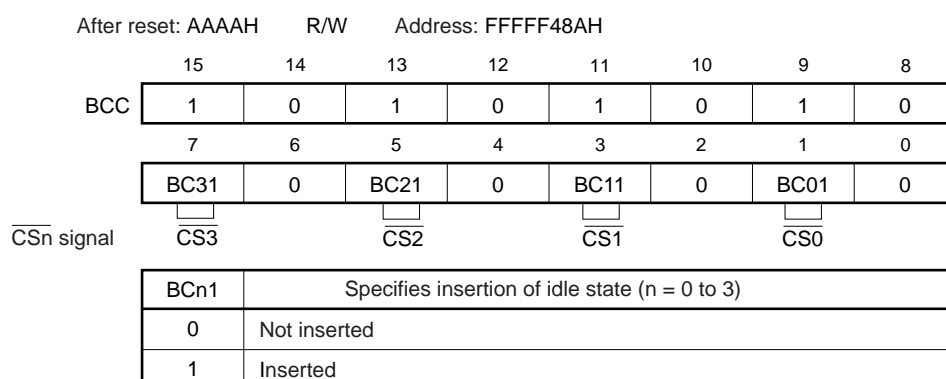 After reset: AAAAH R/W Address: FFFFF48AH
15 14 13 12 11 10 9 8
BCC 1 0 1 0 1 0 1 0
7 6 5 4 3 2 1 0
BC31 0 BC21 0 BC11 0 BC01 0
CSn signal CS3 CS2 CS1 CS0
BCn1 Specifies insertion of idle state (n = 0 to 3)
0 Not inserted
1 Inserted